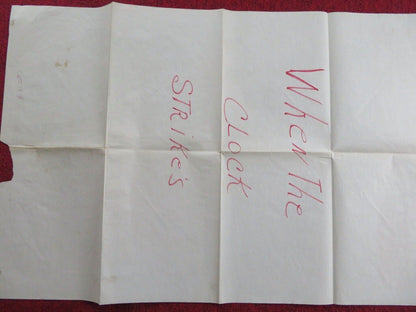 When The
CLOCK
STRIKE'S